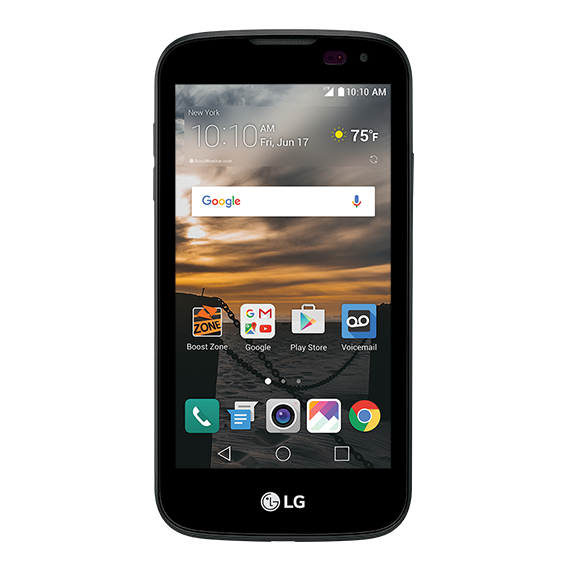 10:10 AM
New York
10:10 AM
Fri, Jun 17
75°F
Google
ZONE
Boost Zone
Google
Play Store
Voicemail
LG